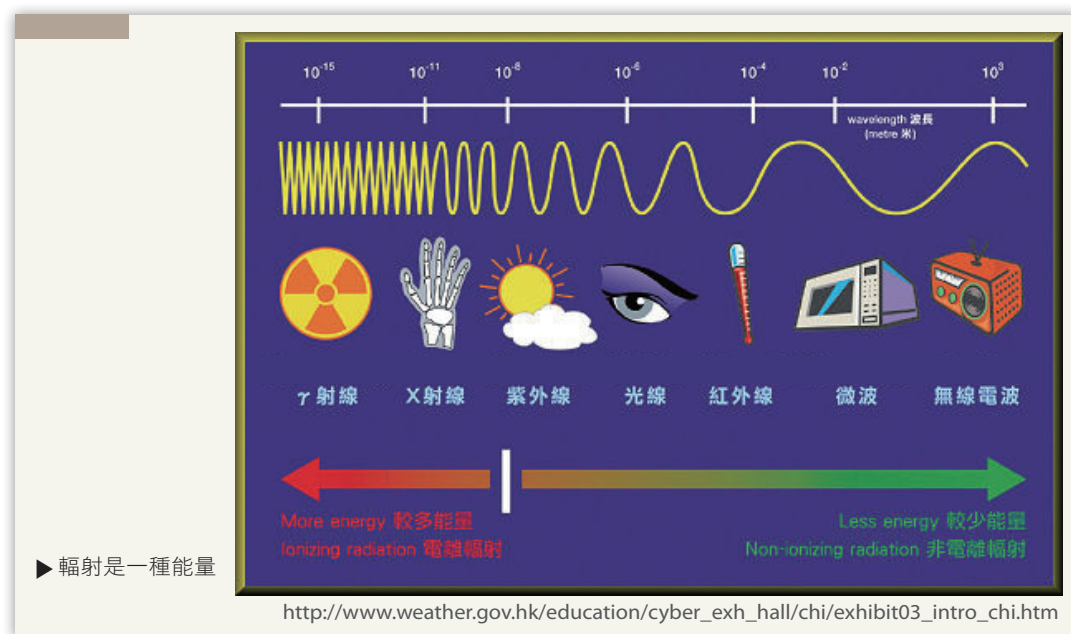 10⁻¹⁵ 10⁻¹¹ 10⁻⁸ 10⁻⁶ 10⁻⁴ 10⁻² 10³
wavelength 波長
(metre 米)
γ射線 X射線 紫外線 光線 紅外線 微波 無線電波
More energy 較多能量
Ionizing radiation 電離輻射
Less energy 較少能量
Non-ionizing radiation 非電離輻射
▶輻射是一種能量
http://www.weather.gov.hk/education/cyber_exh_hall/chi/exhibit03_intro_chi.htm